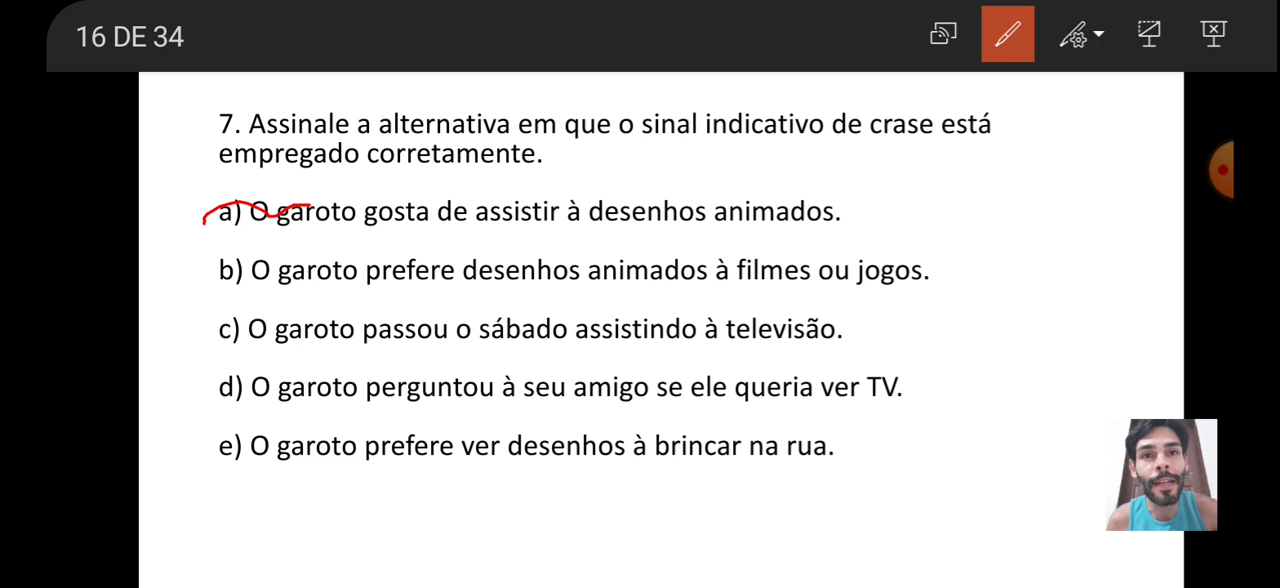 16 DE 34
7. Assinale a alternativa em que o sinal indicativo de crase está
empregado corretamente.
a) O garoto gosta de assistir à desenhos animados.
b) O garoto prefere desenhos animados à filmes ou jogos.
c) O garoto passou o sábado assistindo à televisão.
d) O garoto perguntou à seu amigo se ele queria ver TV.
e) O garoto prefere ver desenhos à brincar na rua.